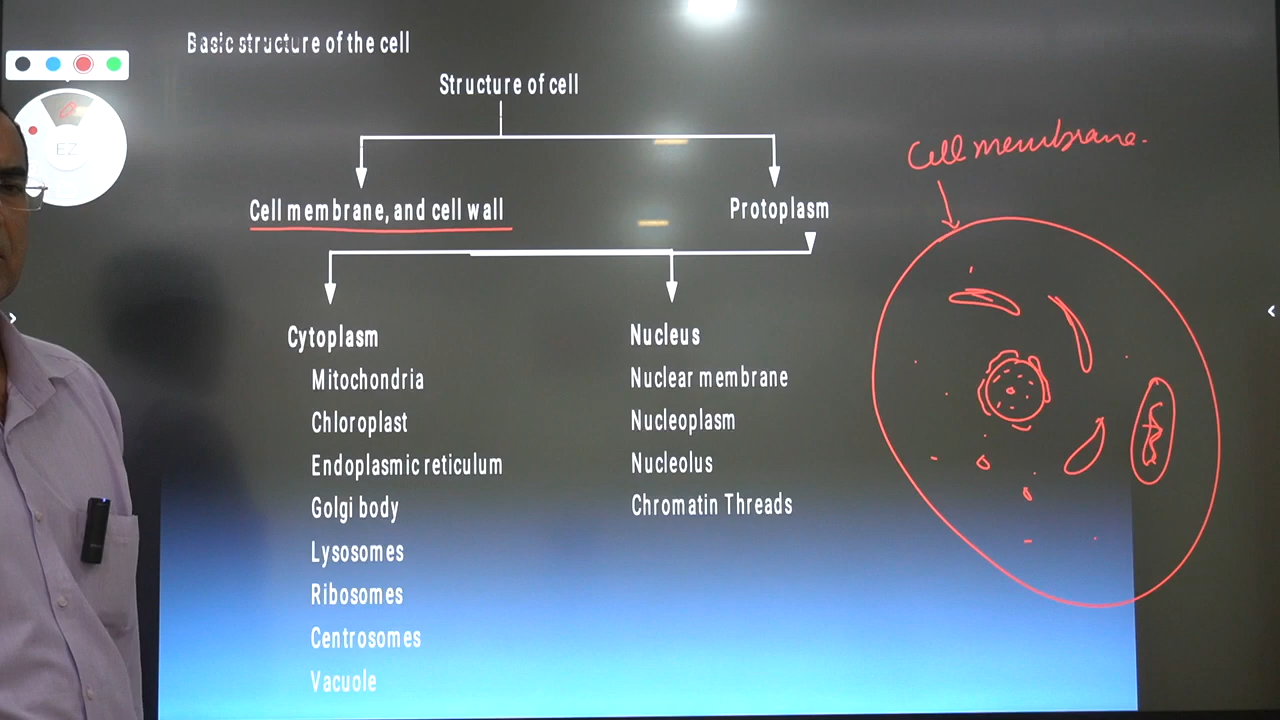 Basic structure of the cell
Structure of cell
Cell membrane.
Cell membrane, and cell wall
Protoplasm
Cytoplasm
Mitochondria
Chloroplast
Endoplasmic reticulum
Golgi body
Lysosomes
Ribosomes
Centrosomes
Vacuole
Nucleus
Nuclear membrane
Nucleoplasm
Nucleolus
Chromatin Threads
EZ